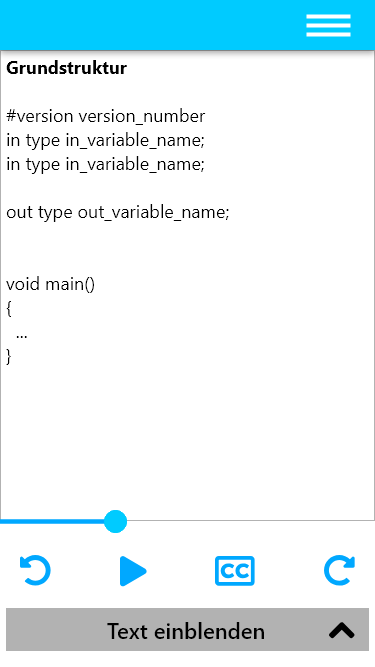 Grundstruktur
#version version_number
in type in_variable_name;
in type in_variable_name;
out type out_variable_name;
void main()
{
...
}
CC
Text einblenden